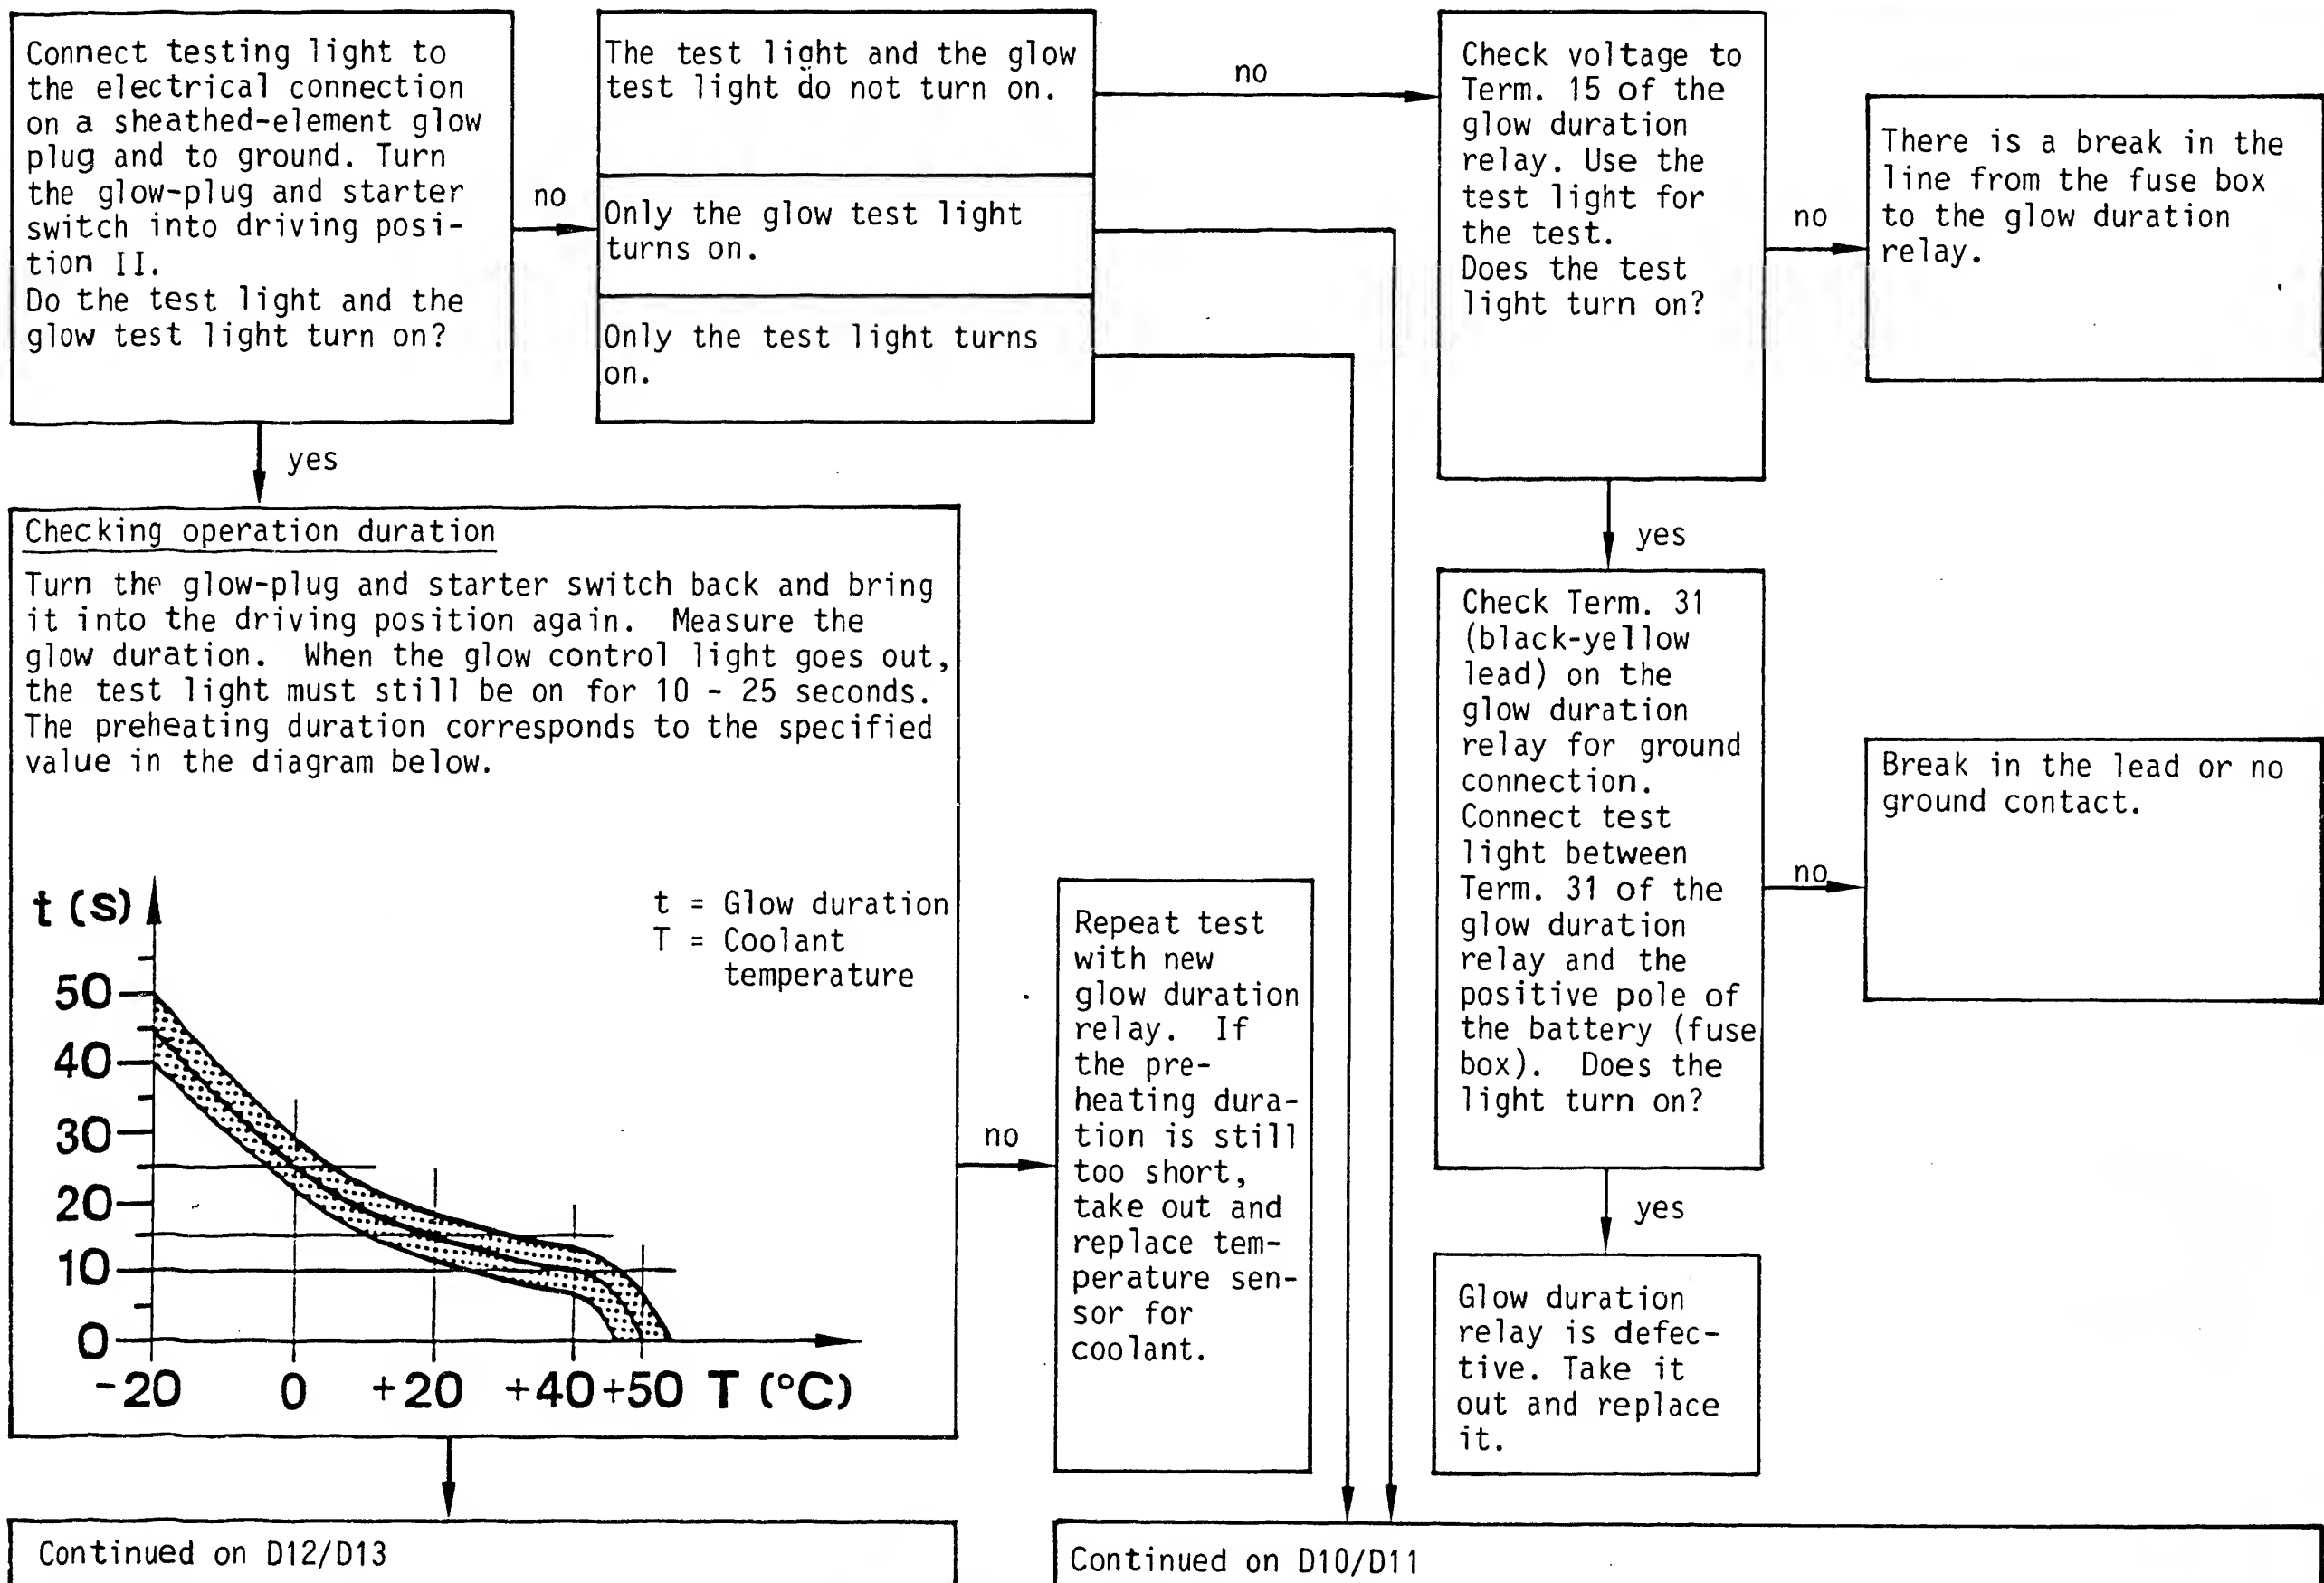 Connect testing light to
the electrical connection
on a sheathed-element glow
plug and to ground. Turn
the glow-plug and starter
switch into driving posi-
tion II.
Do the test light and the
glow test light turn on?
no
The test light and the glow
test light do not turn on.
Only the glow test light
turns on.
Only the test light turns
on.
no
Check voltage to
Term. 15 of the
glow duration
relay. Use the
test light for
the test.
Does the test
light turn on?
no
There is a break in the
line from the fuse box
to the glow duration
relay.
yes
Checking operation duration
Turn the glow-plug and starter switch back and bring
it into the driving position again. Measure the
glow duration. When the glow control light goes out,
the test light must still be on for 10 - 25 seconds.
The preheating duration corresponds to the specified
value in the diagram below.
t (s)
t = Glow duration
T = Coolant
temperature
50
40
30
20
10
0
-20 0 +20 +40 +50 T (°C)
no
Repeat test
with new
glow duration
relay. If
the pre-
heating dura-
tion is still
too short,
take out and
replace tem-
perature sen-
sor for
coolant.
yes
Check Term. 31
(black-yellow
lead) on the
glow duration
relay for ground
connection.
Connect test
light between
Term. 31 of the
glow duration
relay and the
positive pole of
the battery (fuse
box). Does the
light turn on?
no
Break in the lead or no
ground contact.
yes
Glow duration
relay is defec-
tive. Take it
out and replace
it.
Continued on D12/D13
Continued on D10/D11